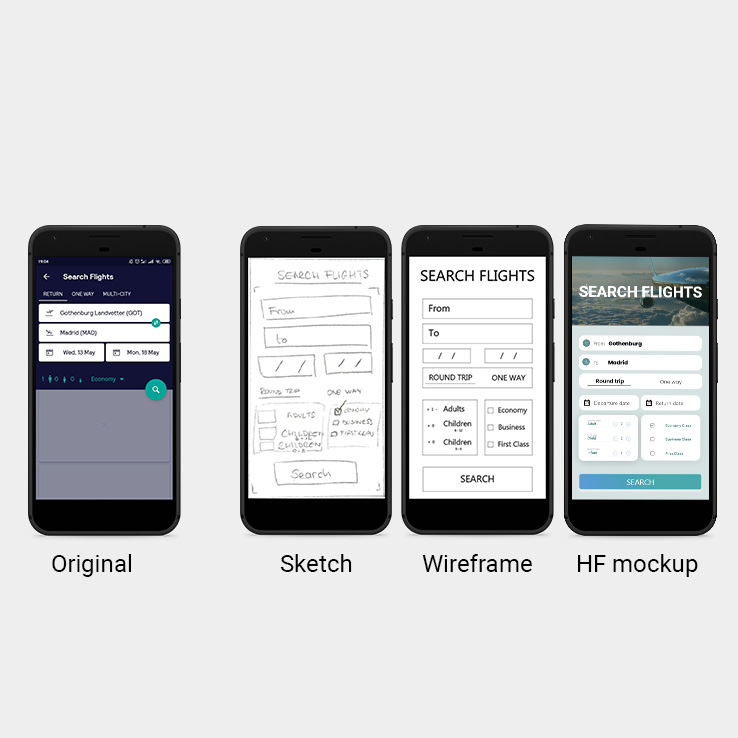 19:04
Search Flights
RETURN ONE WAY MULTI-CITY
Gothenburg Landvetter (GOT)
Madrid (MAD)
Wed, 13 May Mon, 18 May
1 0 0 Economy
Original
SEARCH FLIGHTS
From
to
/ / / /
ROUND TRIP ONE WAY
ADULTS
CHILDREN
CHILDREN
ECONOMY
BUSINESS
FIRST CLASS
Search
Sketch
SEARCH FLIGHTS
From
To
/ / / /
ROUND TRIP ONE WAY
Adults
Children
Children
Economy
Business
First Class
SEARCH
Wireframe
SEARCH FLIGHTS
From Gothenburg
To Madrid
Round trip One way
Departure date Return date
Adult
Child
Infant
Economy Class
Business Class
First Class
SEARCH
HF mockup